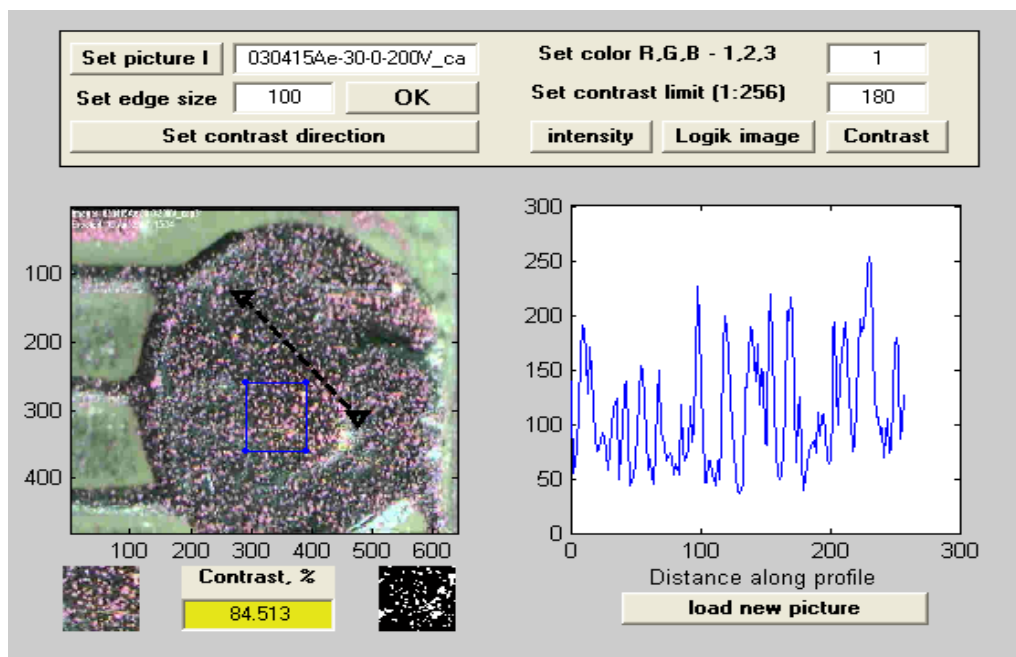 Set picture I 030415Ae-30-0-200V_ca Set color R,G,B - 1,2,3 1
Set edge size 100 OK Set contrast limit (1:256) 180
Set contrast direction intensity Logik image Contrast
300
250
200
150
100
50
0
0 100 200 300
Distance along profile
load new picture
100
200
300
400
100 200 300 400 500 600
Contrast, %
84.513